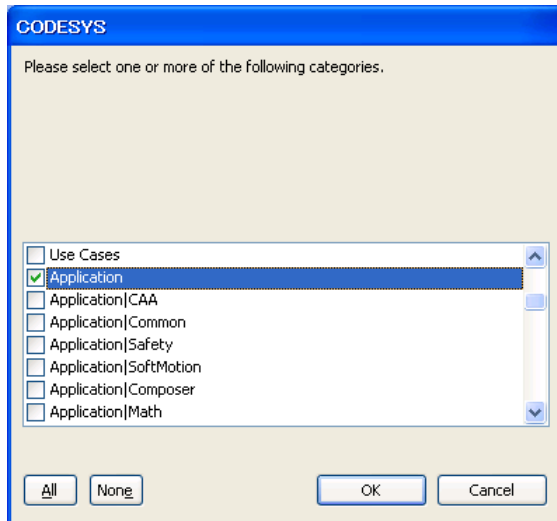 CODESYS
Please select one or more of the following categories.
Use Cases
Application
Application|CAA
Application|Common
Application|Safety
Application|SoftMotion
Application|Composer
Application|Math
All None OK Cancel